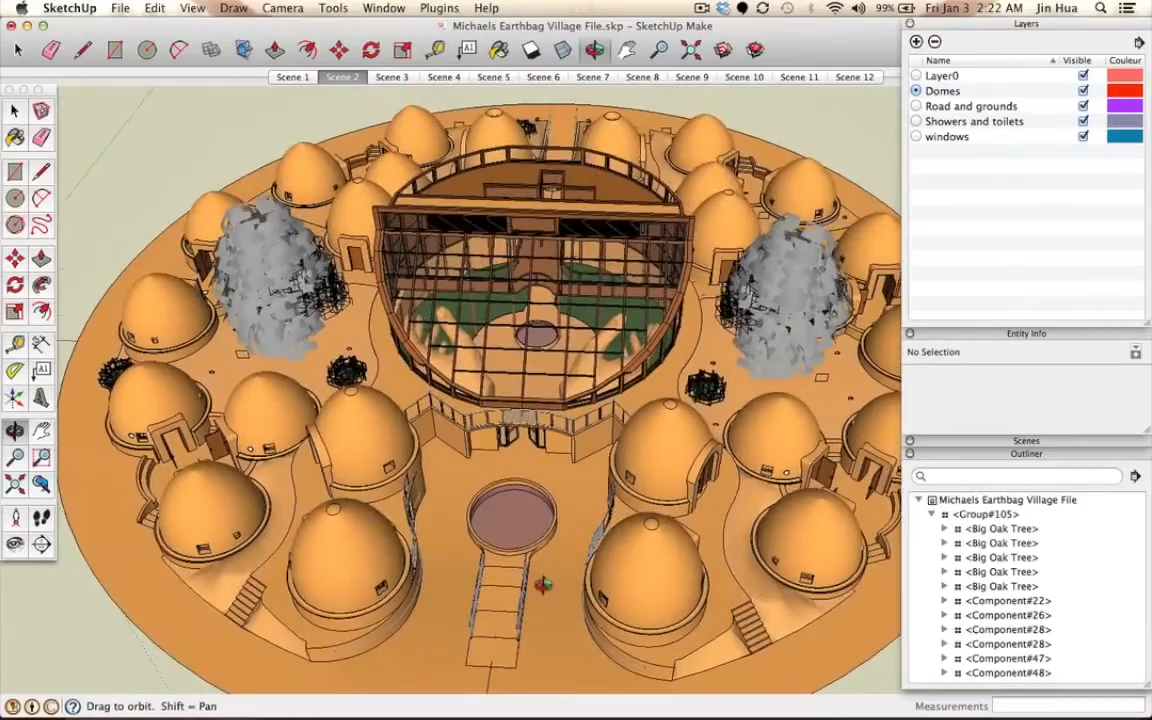 SketchUp File Edit View Draw Camera Tools Window Plugins Help 99% Fri Jan 3 2:22 AM Jin Hua
Michaels Earthbag Village File.skp - SketchUp Make
Scene 1 Scene 2 Scene 3 Scene 4 Scene 5 Scene 6 Scene 7 Scene 8 Scene 9 Scene 10 Scene 11 Scene 12
Layers
Name Visible Couleur
Layer0
Domes
Road and grounds
Showers and toilets
windows
Entity Info
No Selection
Scenes
Outliner
Michaels Earthbag Village File
<Group#105>
<Big Oak Tree>
<Big Oak Tree>
<Big Oak Tree>
<Big Oak Tree>
<Big Oak Tree>
<Component#22>
<Component#26>
<Component#28>
<Component#28>
<Component#47>
<Component#48>
Drag to orbit. Shift = Pan
Measurements